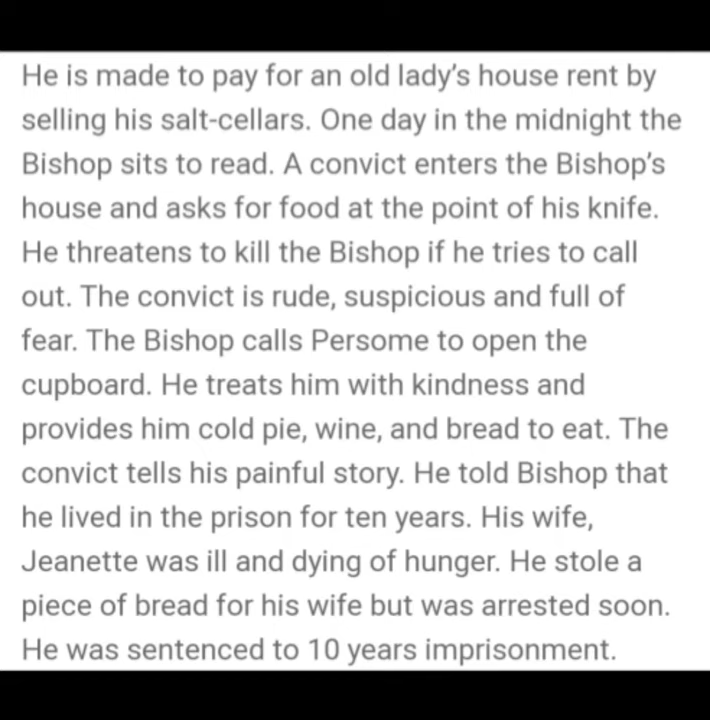 He is made to pay for an old lady's house rent by
selling his salt-cellars. One day in the midnight the
Bishop sits to read. A convict enters the Bishop's
house and asks for food at the point of his knife.
He threatens to kill the Bishop if he tries to call
out. The convict is rude, suspicious and full of
fear. The Bishop calls Persome to open the
cupboard. He treats him with kindness and
provides him cold pie, wine, and bread to eat. The
convict tells his painful story. He told Bishop that
he lived in the prison for ten years. His wife,
Jeanette was ill and dying of hunger. He stole a
piece of bread for his wife but was arrested soon.
He was sentenced to 10 years imprisonment.